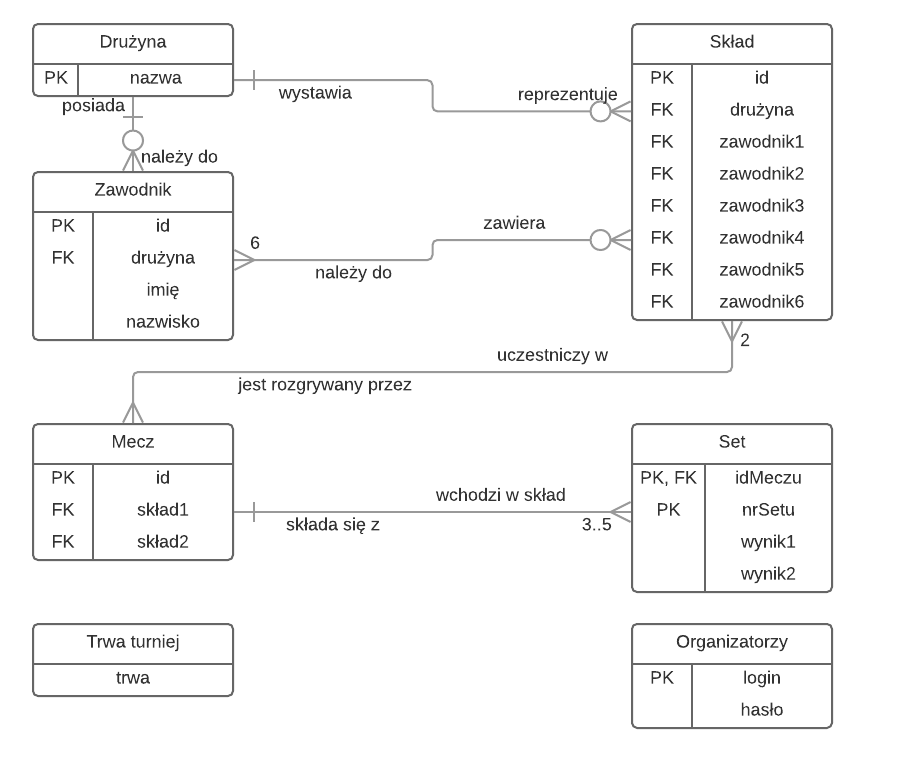 Drużyna
PK nazwa
posiada
należy do
wystawia
reprezentuje
Skład
PK id
FK drużyna
FK zawodnik1
FK zawodnik2
FK zawodnik3
FK zawodnik4
FK zawodnik5
FK zawodnik6
Zawodnik
PK id
FK drużyna
imię
nazwisko
6
zawiera
należy do
2
uczestniczy w
jest rozgrywany przez
Mecz
PK id
FK skład1
FK skład2
wchodzi w skład
składa się z
3..5
Set
PK, FK idMeczu
PK nrSetu
wynik1
wynik2
Trwa turniej
trwa
Organizatorzy
PK login
hasło